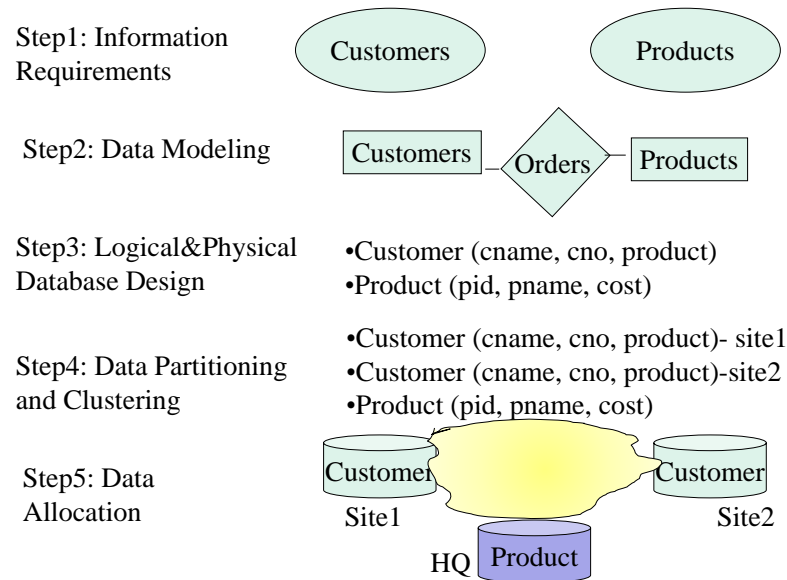 Step1: Information
Requirements
Customers
Products
Step2: Data Modeling
Customers
Orders
Products
Step3: Logical&Physical
Database Design
•Customer (cname, cno, product)
•Product (pid, pname, cost)
Step4: Data Partitioning
and Clustering
•Customer (cname, cno, product)- site1
•Customer (cname, cno, product)-site2
•Product (pid, pname, cost)
Step5: Data
Allocation
Customer
Site1
Customer
Site2
HQ
Product